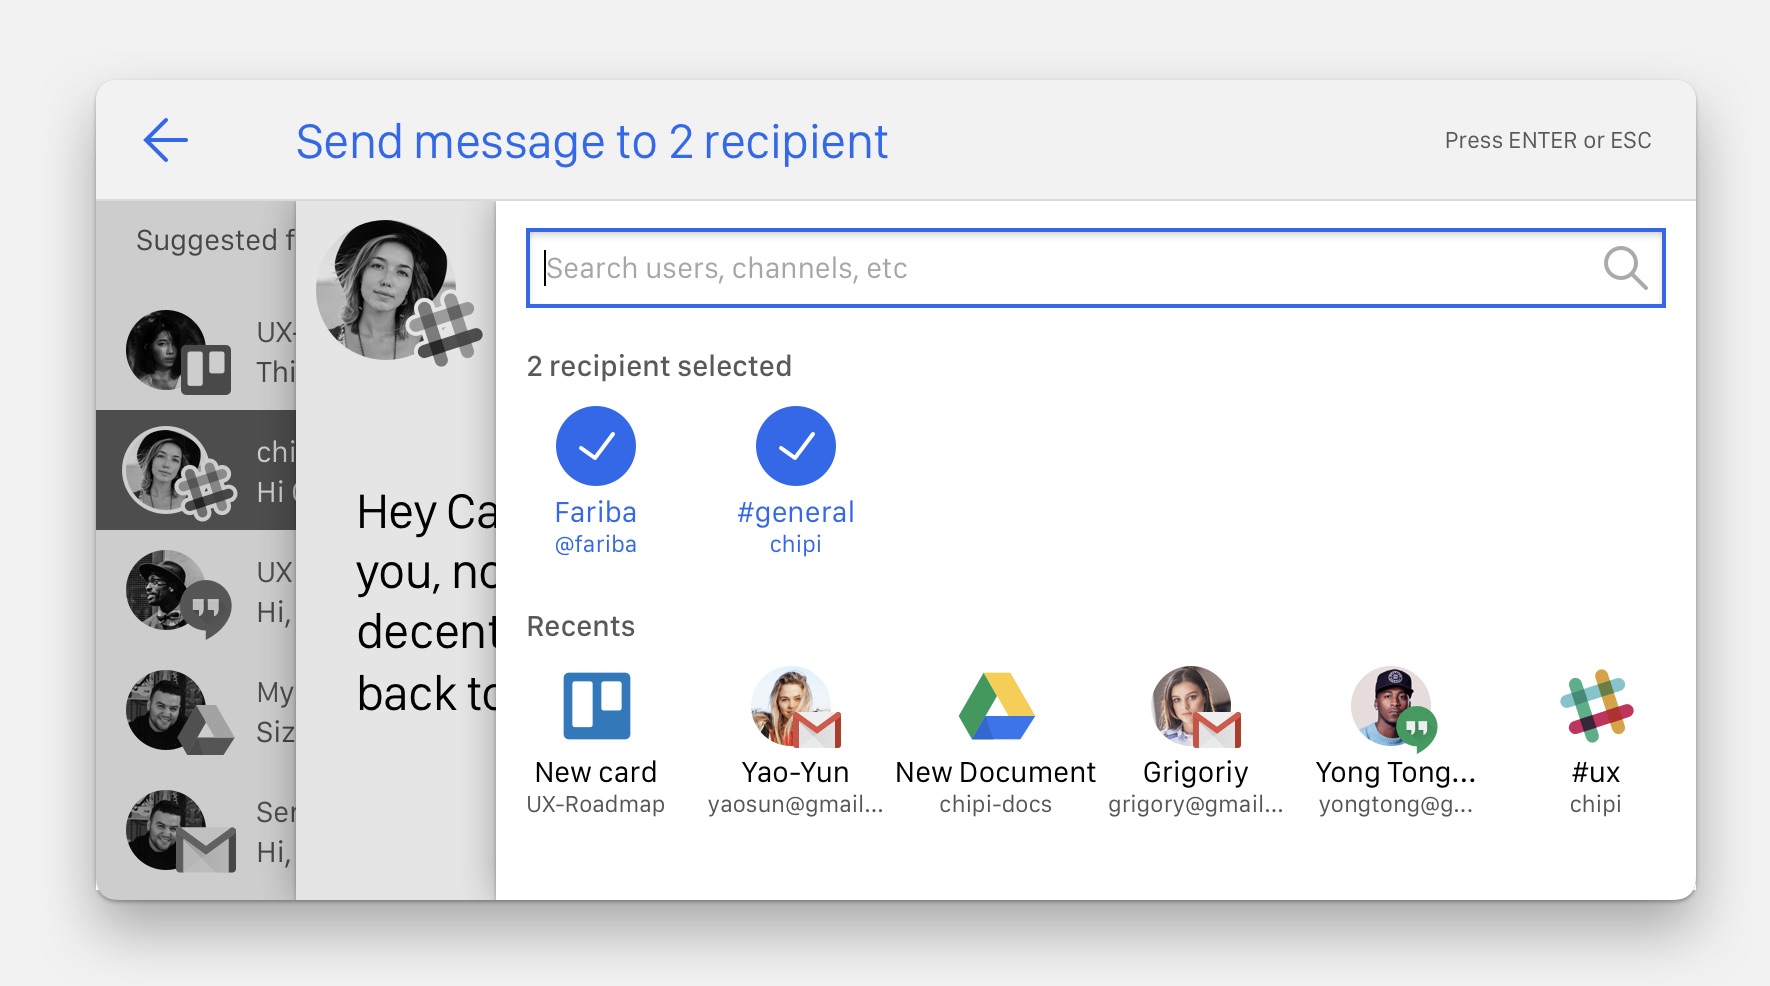 Send message to 2 recipient
Press ENTER or ESC
Suggested f
UX-
Thi
chi
Hi
UX
Hi,
My
Siz
Ser
Hi,
Hey Ca
you, no
decent
back to
Search users, channels, etc
2 recipient selected
Fariba
@fariba
#general
chipi
Recents
New card
UX-Roadmap
Yao-Yun
yaosun@gmail...
New Document
chipi-docs
Grigoriy
grigory@gmail...
Yong Tong...
yongtong@g...
#ux
chipi